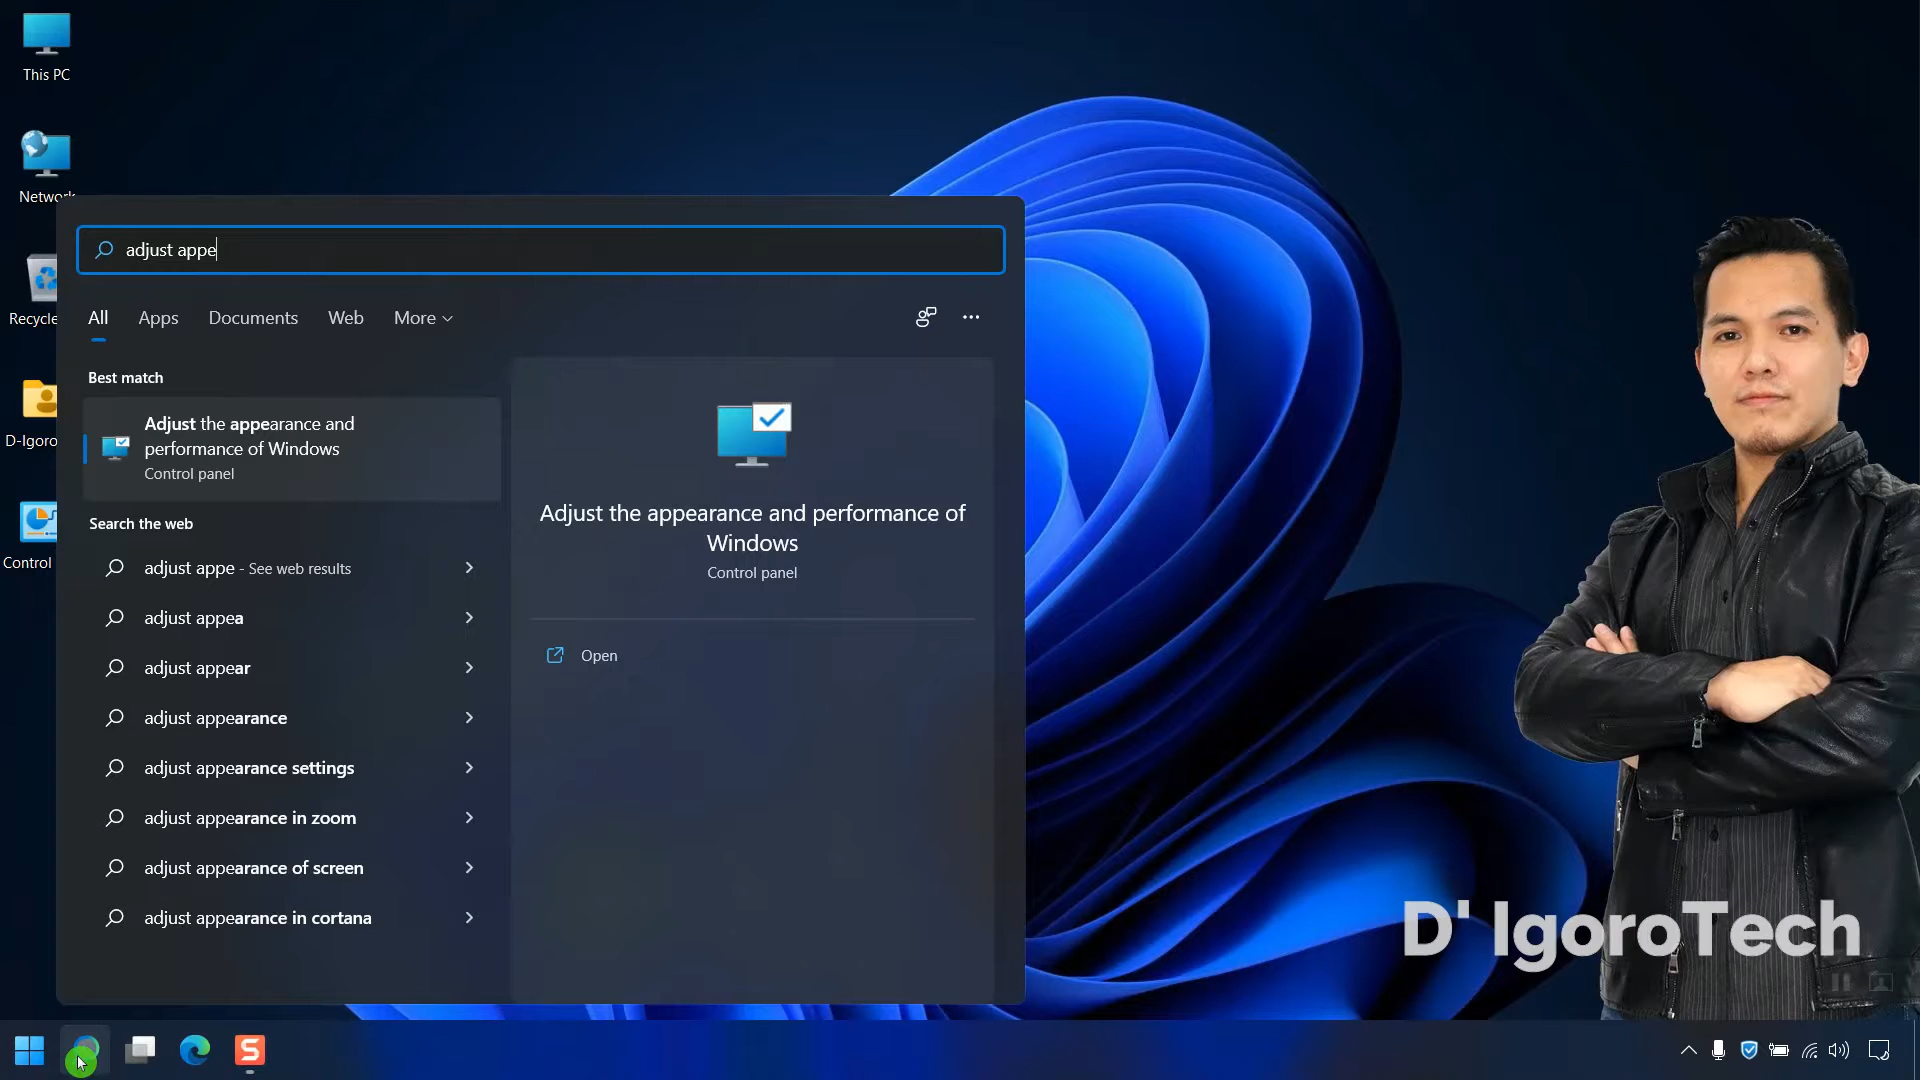 This PC
Network
Recycle
D-Igoro
Control
adjust appe
All Apps Documents Web More
Best match
Adjust the appearance and
performance of Windows
Control panel
Search the web
adjust appe - See web results
adjust appea
adjust appear
adjust appearance
adjust appearance settings
adjust appearance in zoom
adjust appearance of screen
adjust appearance in cortana
Adjust the appearance and performance of
Windows
Control panel
Open
D' IgoroTech
S